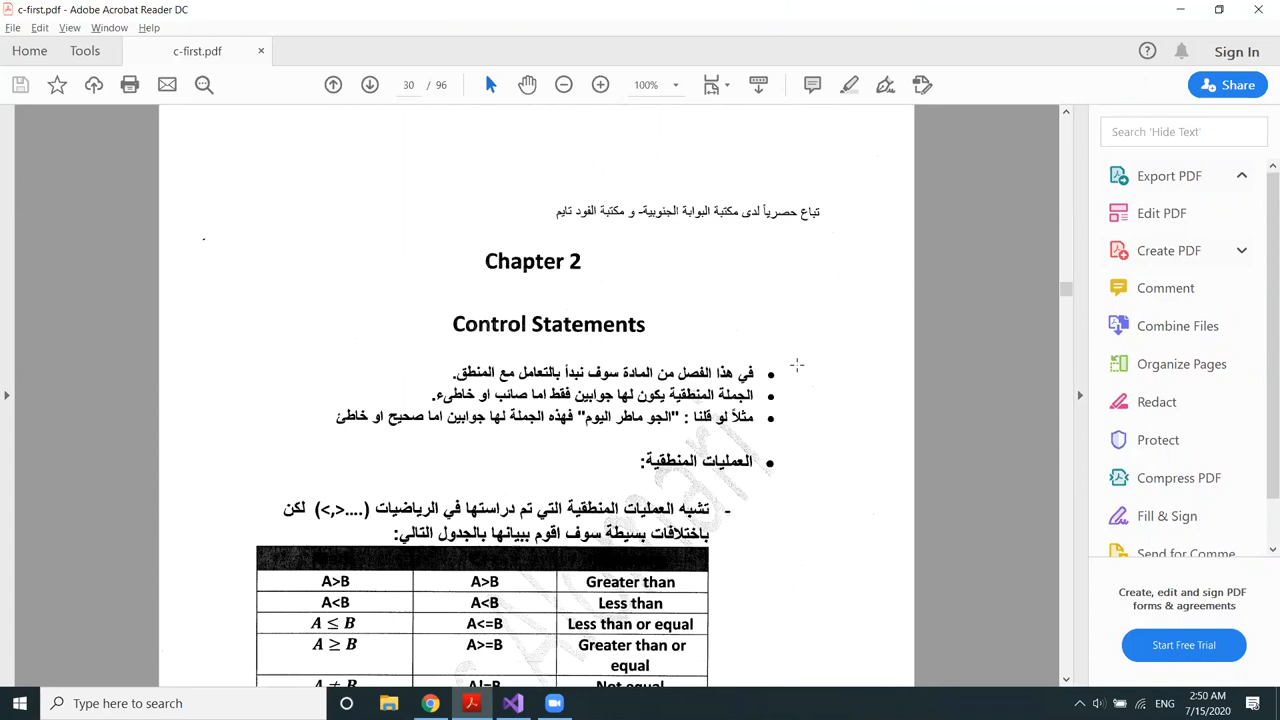 c-first.pdf - Adobe Acrobat Reader DC
File Edit View Window Help
Home Tools c-first.pdf × Sign In
30 / 96 100% Share
تباع حصرياً لدى مكتبة البوابة الجنوبية- و مكتبة الفود تايم
Chapter 2
Control Statements
• في هذا الفصل من المادة سوف نبدأ بالتعامل مع المنطق.
• الجملة المنطقية يكون لها جوابين فقط اما صائب او خاطىء.
• مثلاً لو قلنا : "الجو ماطر اليوم" فهذه الجملة لها جوابين اما صحيح او خاطئ
• العمليات المنطقية:
- تشبه العمليات المنطقية التي تم دراستها في الرياضيات (....<,>) لكن
باختلافات بسيطة سوف اقوم ببيانها بالجدول التالي:
A>B A>B Greater than
A<B A<B Less than
A ≤ B A<=B Less than or equal
A ≥ B A>=B Greater than or
equal
A ≠ B A!=B Not equal
Search 'Hide Text'
Export PDF
Edit PDF
Create PDF
Comment
Combine Files
Organize Pages
Redact
Protect
Compress PDF
Fill & Sign
Send for Comme
Create, edit and sign PDF
forms & agreements
Start Free Trial
Type here to search
ENG
2:50 AM
7/15/2020